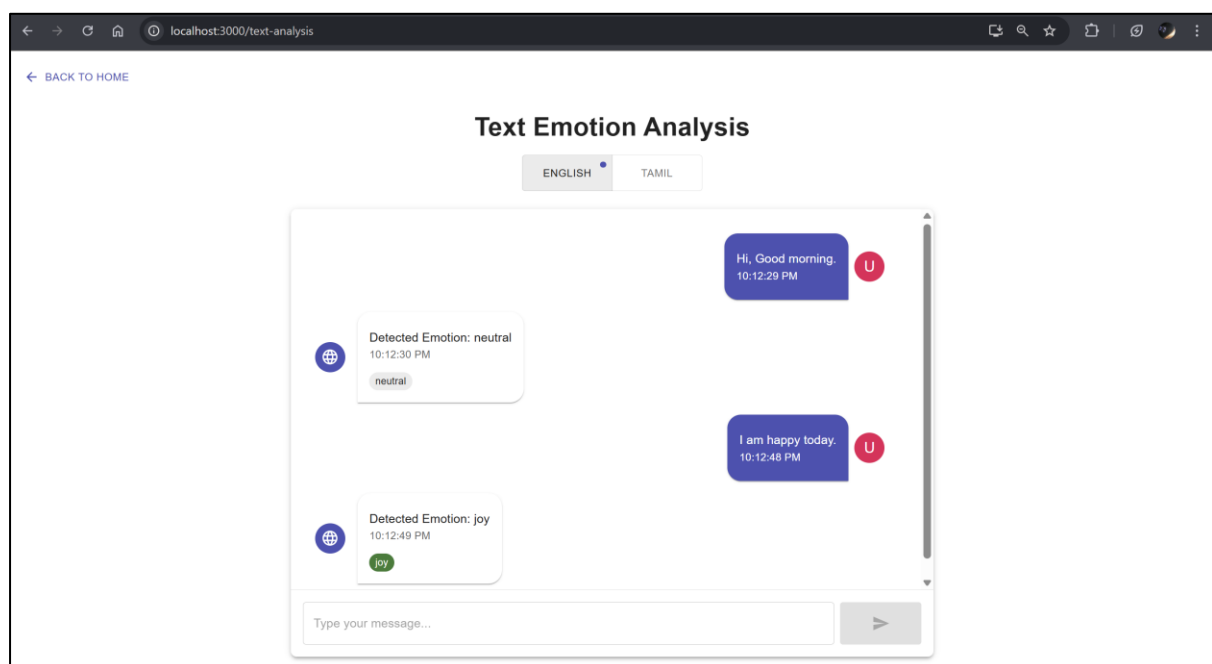 localhost:3000/text-analysis
BACK TO HOME
Text Emotion Analysis
ENGLISH TAMIL
Hi, Good morning.
10:12:29 PM
U
Detected Emotion: neutral
10:12:30 PM
neutral
I am happy today.
10:12:48 PM
U
Detected Emotion: joy
10:12:49 PM
joy
Type your message...